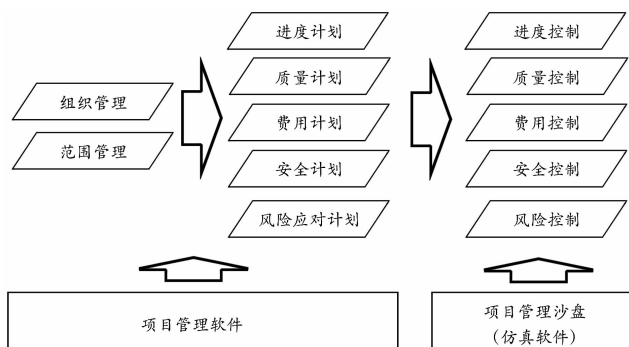 组织管理
范围管理
进度计划
质量计划
费用计划
安全计划
风险应对计划
进度控制
质量控制
费用控制
安全控制
风险控制
项目管理软件
项目管理沙盘
(仿真软件)